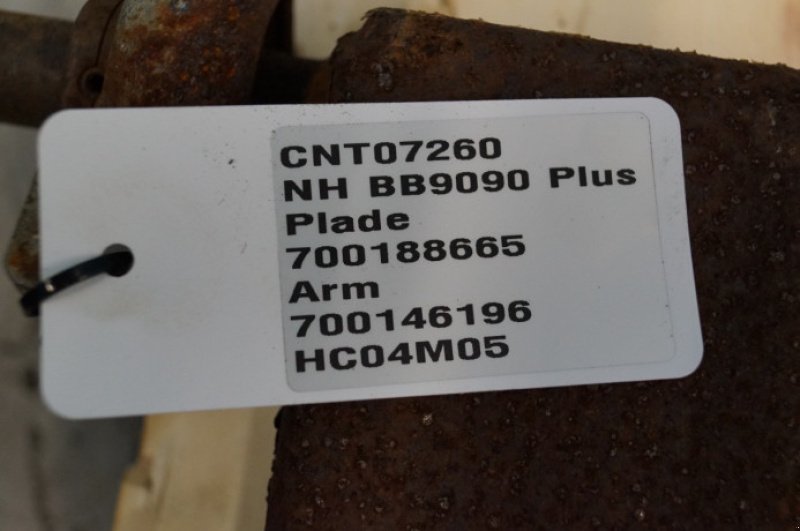 CNT07260
NH BB9090 Plus
Plade
700188665
Arm
700146196
HC04M05